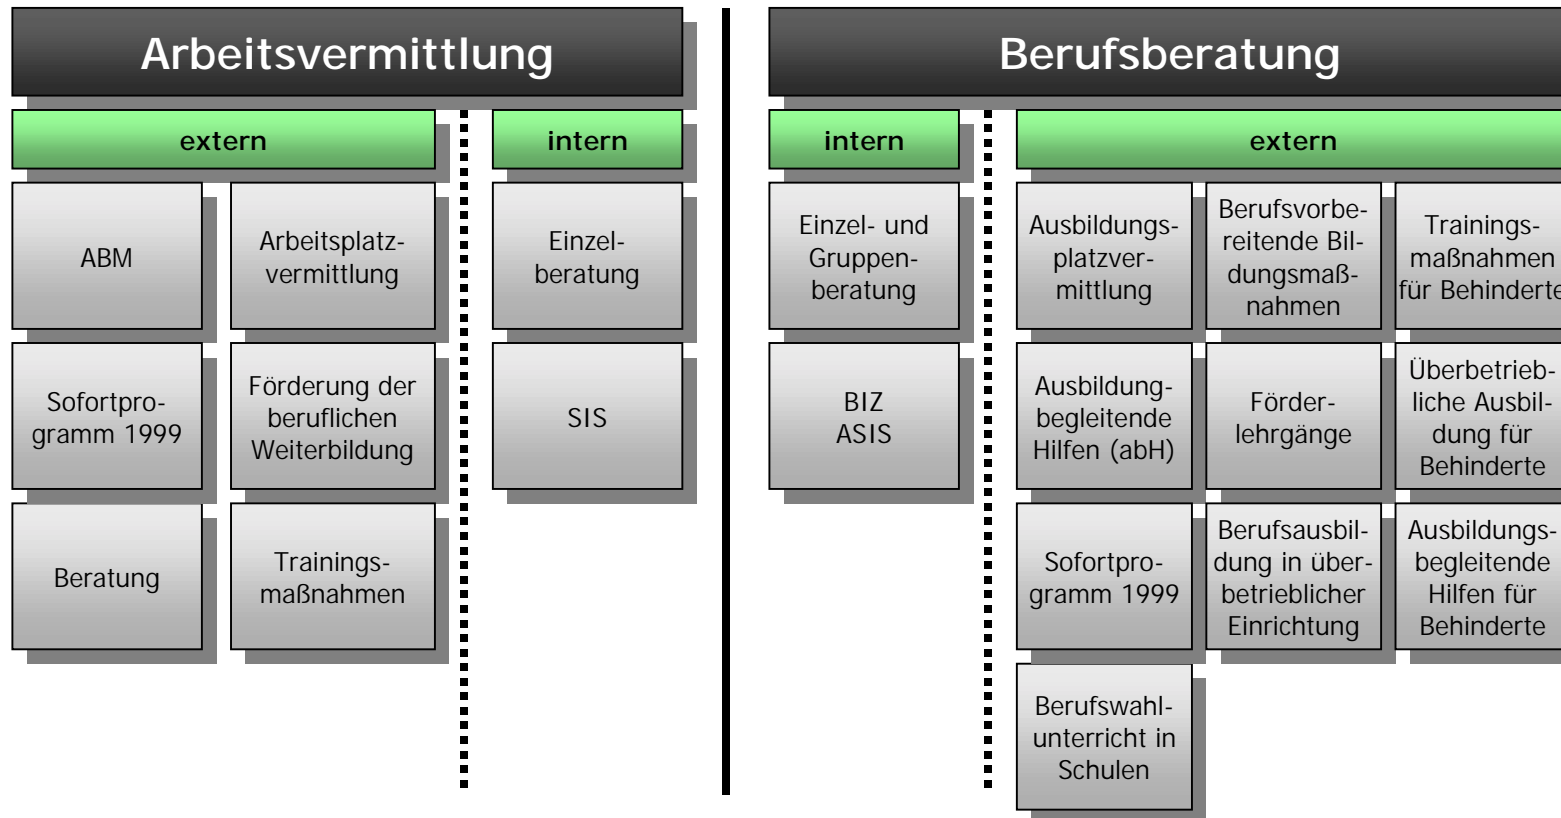 Arbeitsvermittlung
extern
intern
ABM
Arbeitsplatz-
vermittlung
Einzel-
beratung
Sofortpro-
gramm 1999
Förderung der
beruflichen
Weiterbildung
SIS
Beratung
Trainings-
maßnahmen
Berufsberatung
intern
extern
Einzel- und
Gruppen-
beratung
Ausbildungs-
platzver-
mittlung
Berufsvorbe-
reitende Bil-
dungsmaß-
nahmen
Trainings-
maßnahmen
für Behinderte
BIZ
ASIS
Ausbildung-
begleitende
Hilfen (abH)
Förder-
lehrgänge
Überbetrieb-
liche Ausbil-
dung für
Behinderte
Sofortpro-
gramm 1999
Berufsausbil-
dung in über-
betrieblicher
Einrichtung
Ausbildungs-
begleitende
Hilfen für
Behinderte
Berufswahl-
unterricht in
Schulen